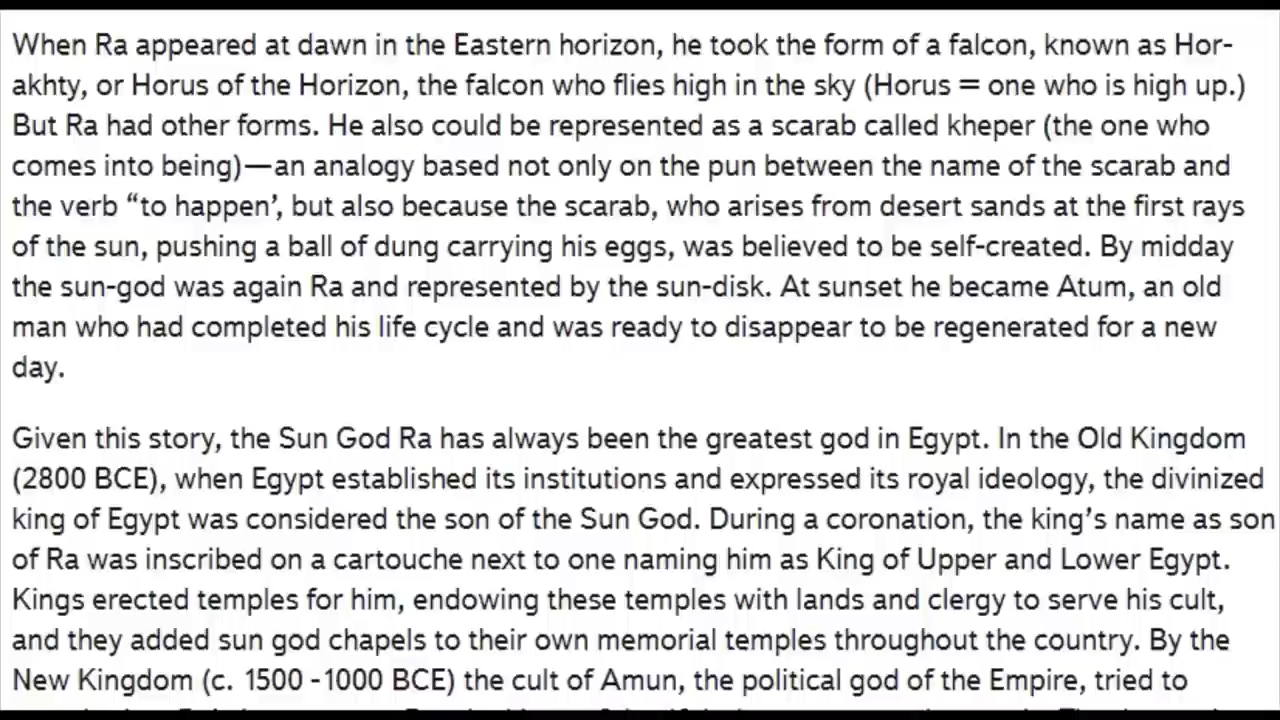 When Ra appeared at dawn in the Eastern horizon, he took the form of a falcon, known as Hor-
akhty, or Horus of the Horizon, the falcon who flies high in the sky (Horus = one who is high up.)
But Ra had other forms. He also could be represented as a scarab called kheper (the one who
comes into being)—an analogy based not only on the pun between the name of the scarab and
the verb “to happen’, but also because the scarab, who arises from desert sands at the first rays
of the sun, pushing a ball of dung carrying his eggs, was believed to be self-created. By midday
the sun-god was again Ra and represented by the sun-disk. At sunset he became Atum, an old
man who had completed his life cycle and was ready to disappear to be regenerated for a new
day.
Given this story, the Sun God Ra has always been the greatest god in Egypt. In the Old Kingdom
(2800 BCE), when Egypt established its institutions and expressed its royal ideology, the divinized
king of Egypt was considered the son of the Sun God. During a coronation, the king’s name as son
of Ra was inscribed on a cartouche next to one naming him as King of Upper and Lower Egypt.
Kings erected temples for him, endowing these temples with lands and clergy to serve his cult,
and they added sun god chapels to their own memorial temples throughout the country. By the
New Kingdom (c. 1500 -1000 BCE) the cult of Amun, the political god of the Empire, tried to